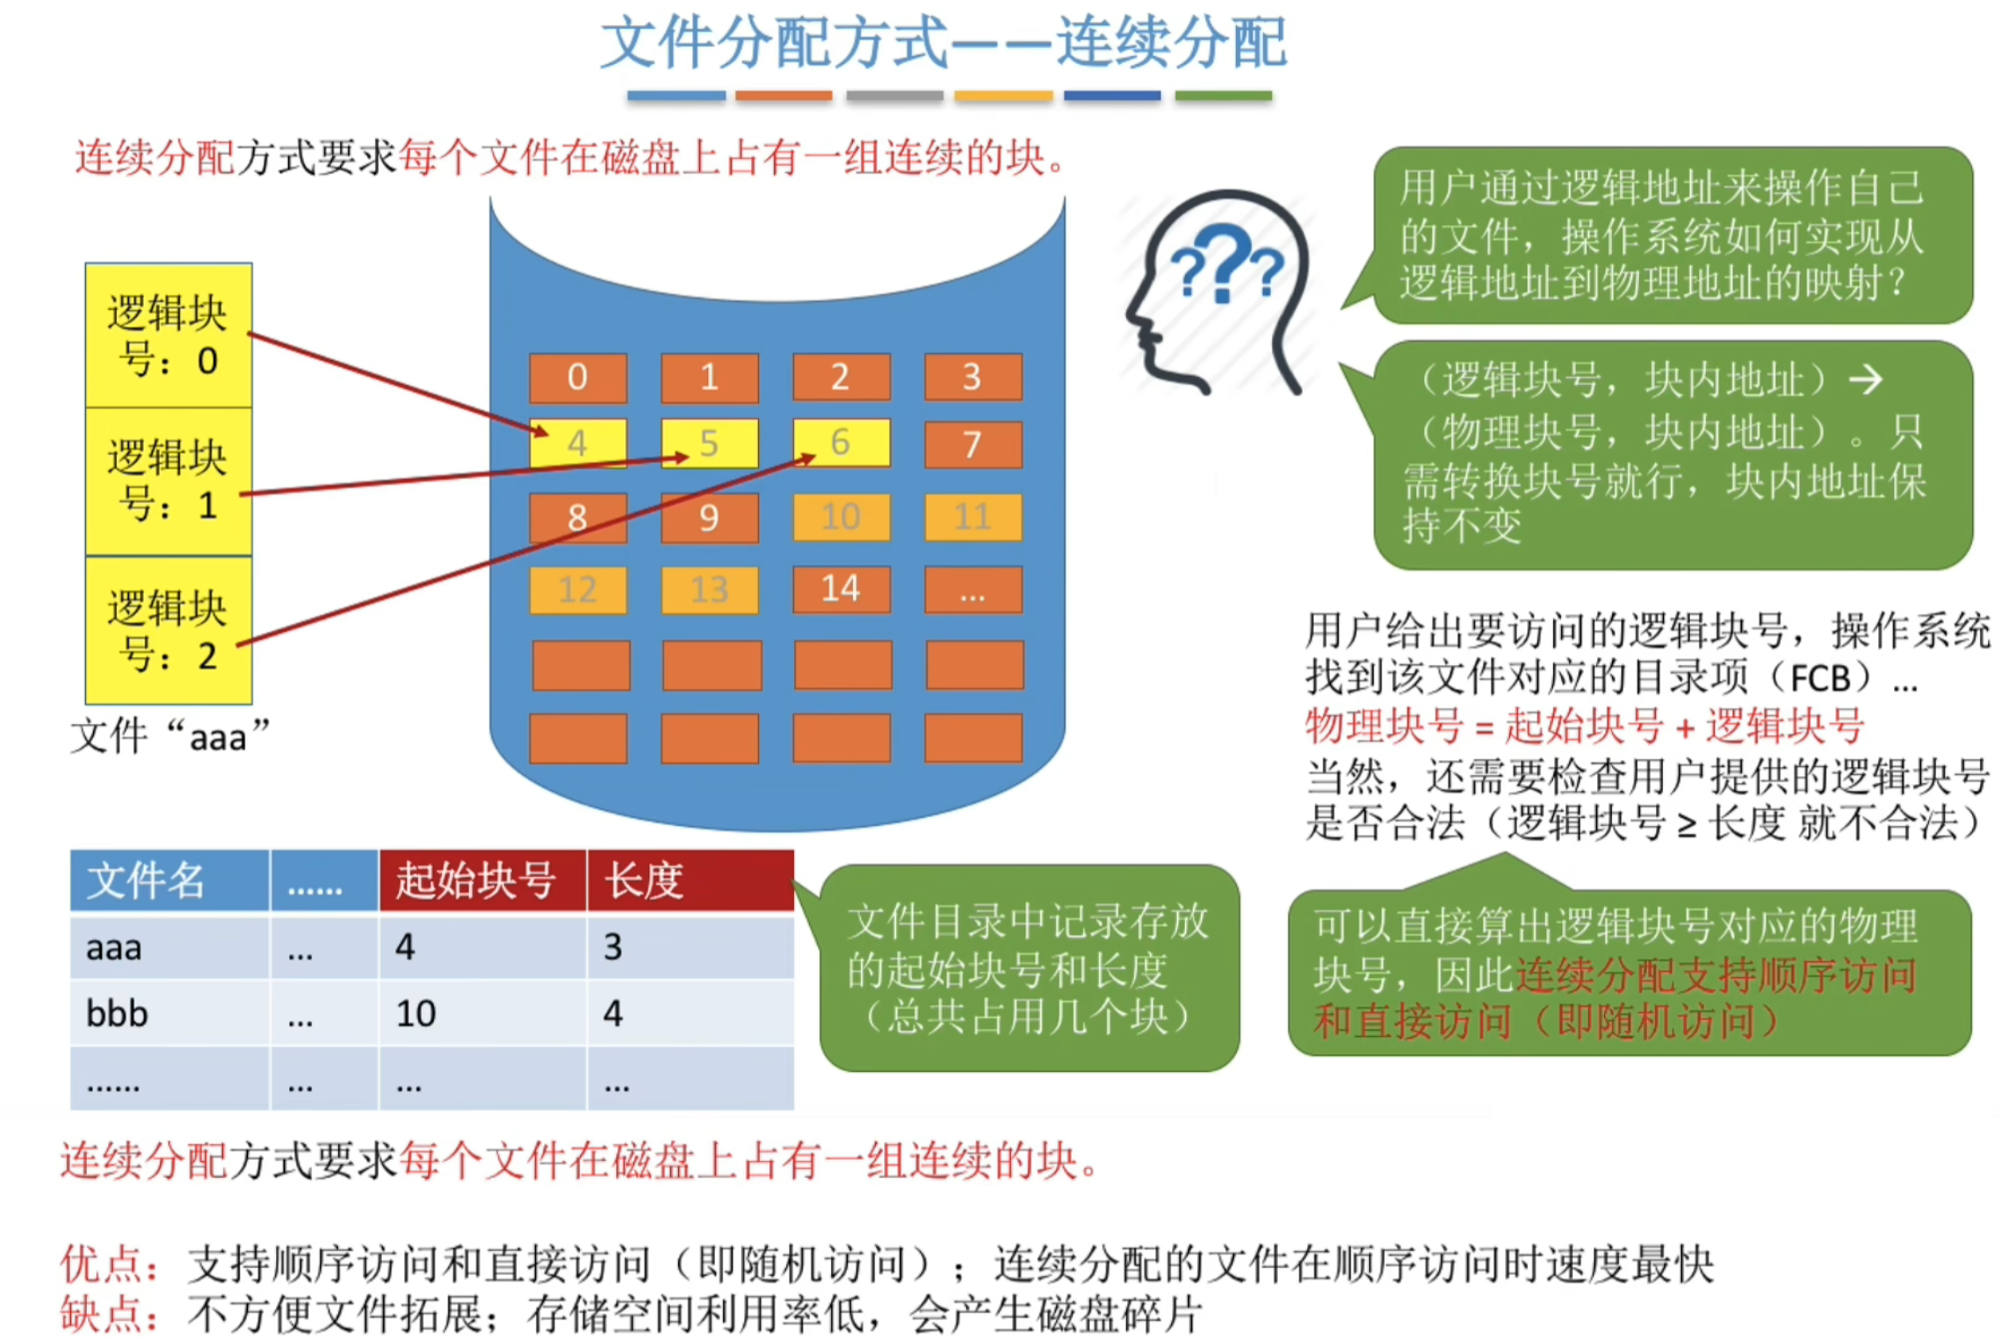 文件分配方式——连续分配
连续分配方式要求每个文件在磁盘上占有一组连续的块。
逻辑块
号：0
逻辑块
号：1
逻辑块
号：2
文件“aaa”
0 1 2 3
4 5 6 7
8 9 10 11
12 13 14 ...
???
用户通过逻辑地址来操作自己
的文件，操作系统如何实现从
逻辑地址到物理地址的映射？
（逻辑块号，块内地址）→
（物理块号，块内地址）。只
需转换块号就行，块内地址保
持不变
用户给出要访问的逻辑块号，操作系统
找到该文件对应的目录项（FCB）...
物理块号 = 起始块号 + 逻辑块号
当然，还需要检查用户提供的逻辑块号
是否合法（逻辑块号 ≥ 长度 就不合法）
可以直接算出逻辑块号对应的物理
块号，因此连续分配支持顺序访问
和直接访问（即随机访问）
文件名 ...... 起始块号 长度
aaa ... 4 3
bbb ... 10 4
...... ... ... ...
文件目录中记录存放
的起始块号和长度
（总共占用几个块）
连续分配方式要求每个文件在磁盘上占有一组连续的块。
优点：支持顺序访问和直接访问（即随机访问）；连续分配的文件在顺序访问时速度最快
缺点：不方便文件拓展；存储空间利用率低，会产生磁盘碎片